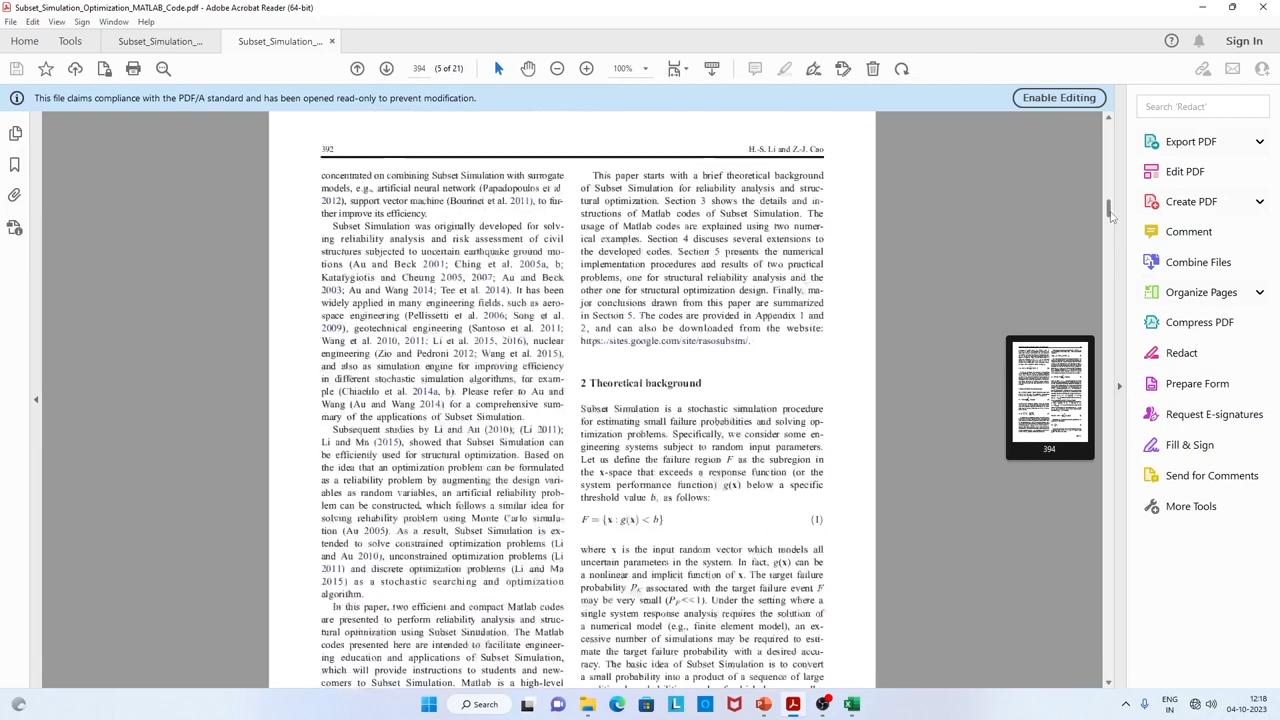 Subset_Simulation_Optimization_MATLAB_Code.pdf - Adobe Acrobat Reader (64-bit)
File Edit View Sign Window Help
Home Tools Subset_Simulation_... Subset_Simulation_... × Sign In
394 (5 of 21) 100%
This file claims compliance with the PDF/A standard and has been opened read-only to prevent modification. Enable Editing
392
H.-S. Li and Z.-J. Cao
concentrated on combining Subset Simulation with surrogate
models, e.g., artificial neural network (Papadopoulos et al
2012), support vector machine (Bourinet et al. 2011), to fur-
ther improve its efficiency.
Subset Simulation was originally developed for solv-
ing reliability analysis and risk assessment of civil
structures subjected to uncertain earthquake ground mo-
tions (Au and Beck 2001; Ching et al. 2005a, b;
Katafygiotis and Cheung 2005, 2007; Au and Beck
2003; Au and Wang 2014; Tee et al. 2014). It has been
widely applied in many engineering fields, such as aero-
space engineering (Pellissetti et al. 2006; Song et al.
2009), geotechnical engineering (Santoso et al. 2011;
Wang et al. 2010, 2011; Li et al. 2015, 2016), nuclear
engineering (Zio and Pedroni 2012; Wang et al. 2015),
and also as simulation engine for improving efficiency
in different stochastic simulation algorithms, for exam-
ple (Chiachio et al. 2014a, b). Please refer to Au and
Wang (Au and Wang 2014) for a comprehensive sum-
mary of the applications of Subset Simulation.
Subsequent studies by Li and Au (2010); (Li 2011);
Li and Ma (2015), showed that Subset Simulation can
be efficiently used for structural optimization. Based on
the idea that an optimization problem can be formulated
as a reliability problem by augmenting the design vari-
ables as random variables, an artificial reliability prob-
lem can be constructed, which follows a similar idea for
solving reliability problem using Monte Carlo simula-
tion (Au 2005). As a result, Subset Simulation is ex-
tended to solve constrained optimization problems (Li
and Au 2010), unconstrained optimization problems (Li
2011) and discrete optimization problems (Li and Ma
2015) as a stochastic searching and optimization
algorithm.
In this paper, two efficient and compact Matlab codes
are presented to perform reliability analysis and struc-
tural optimization using Subset Simulation. The Matlab
codes presented here are intended to faciliate engineer-
ing education and applications of Subset Simulation,
which will provide instructions to students and new-
comers to Subset Simulation. Matlab is a high-level
This paper starts with a brief theoretical background
of Subset Simulation for reliability analysis and struc-
tural optimization. Section 3 shows the details and in-
structions of Matlab codes of Subset Simulation. The
usage of Matlab codes are explained using two numer-
ical examples. Section 4 discusses several extensions to
the developed codes. Section 5 presents the numerical
implementation procedures and results of two practical
problems, one for structural reliability analysis and the
other one for structural optimization design. Finally, ma-
jor conclusions drawn from this paper are summarized
in Section 5. The codes are provided in Appendix 1 and
2, and can also be downloaded from the website:
https://sites.google.com/site/rasosubsim/.
2 Theoretical background
Subset Simulation is a stochastic simulation procedure
for estimating small failure probabilities and solving op-
timization problems. Specifically, we consider some en-
gineering systems subject to random input parameters.
Let us define the failure region F as the subregion in
the x-space that exceeds a response function (or the
system performance function) g(x) below a specific
threshold value b, as follows:
F = {x : g(x) < b} (1)
where x is the input random vector which models all
uncertain parameters in the system. In fact, g(x) can be
a nonlinear and implicit function of x. The target failure
probability PF associated with the target failure event F
may be very small (PF<<1). Under the setting where a
single system response analysis requires the solution of
a numerical model (e.g., finite element model), an ex-
cessive number of simulations may be required to esti-
mate the target failure probability with a desired accu-
racy. The basic idea of Subset Simulation is to convert
a small probability into a product of a sequence of large
394
Search 'Redact'
Export PDF
Edit PDF
Create PDF
Comment
Combine Files
Organize Pages
Compress PDF
Redact
Prepare Form
Request E-signatures
Fill & Sign
Send for Comments
More Tools
Search
ENG
IN
12:18
04-10-2023